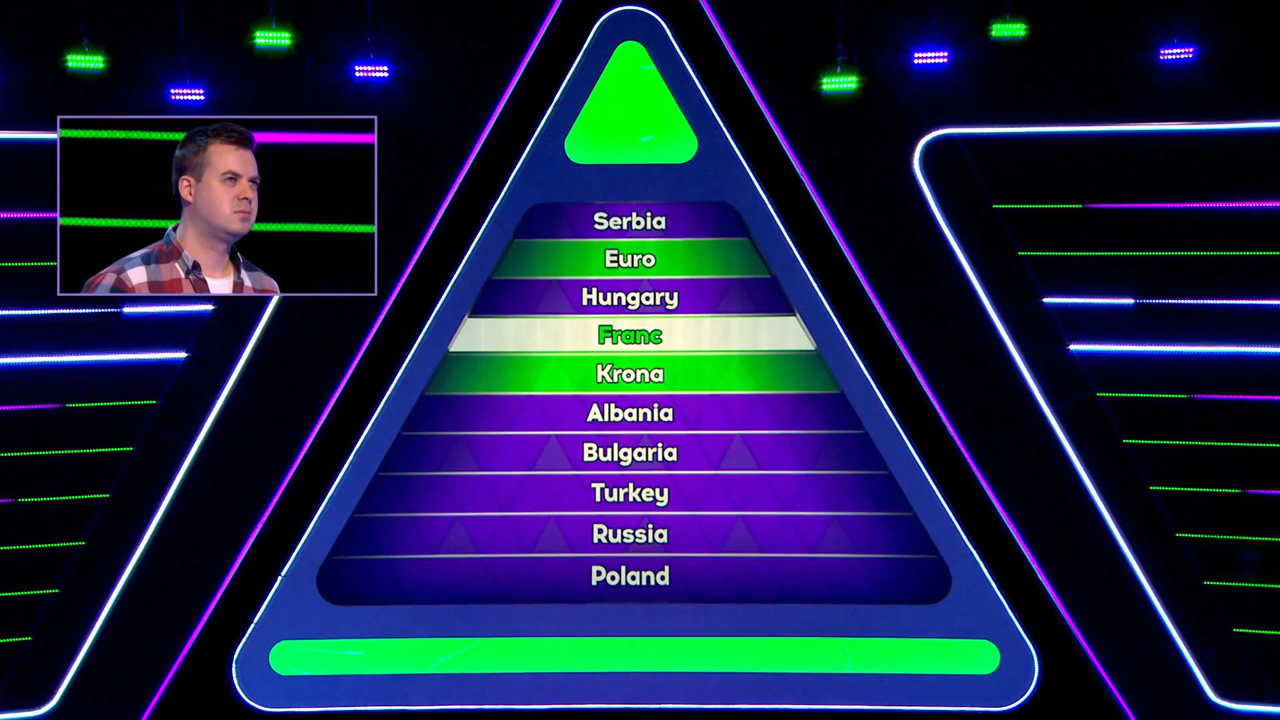 Serbia
Euro
Hungary
Franc
Krona
Albania
Bulgaria
Turkey
Russia
Poland